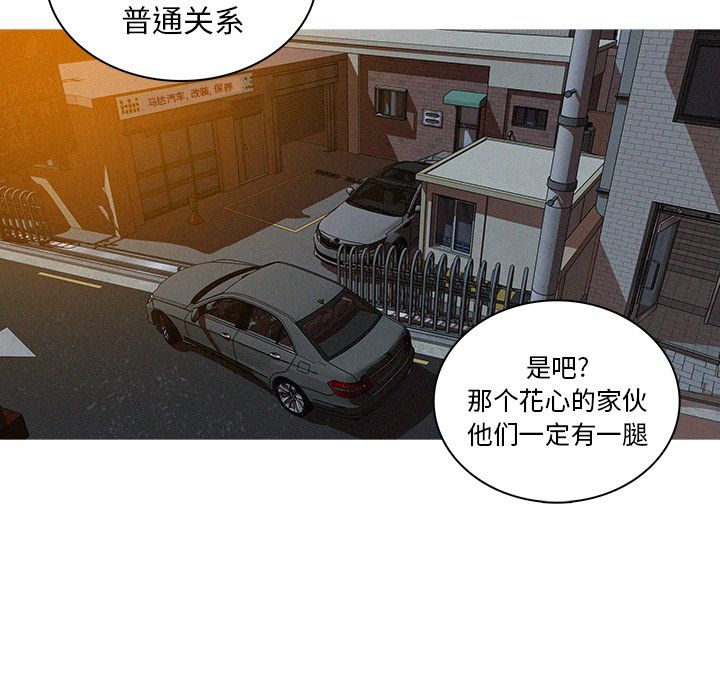 普通关系
马达汽车, 改装, 保养
是吧?
那个花心的家伙
他们一定有一腿